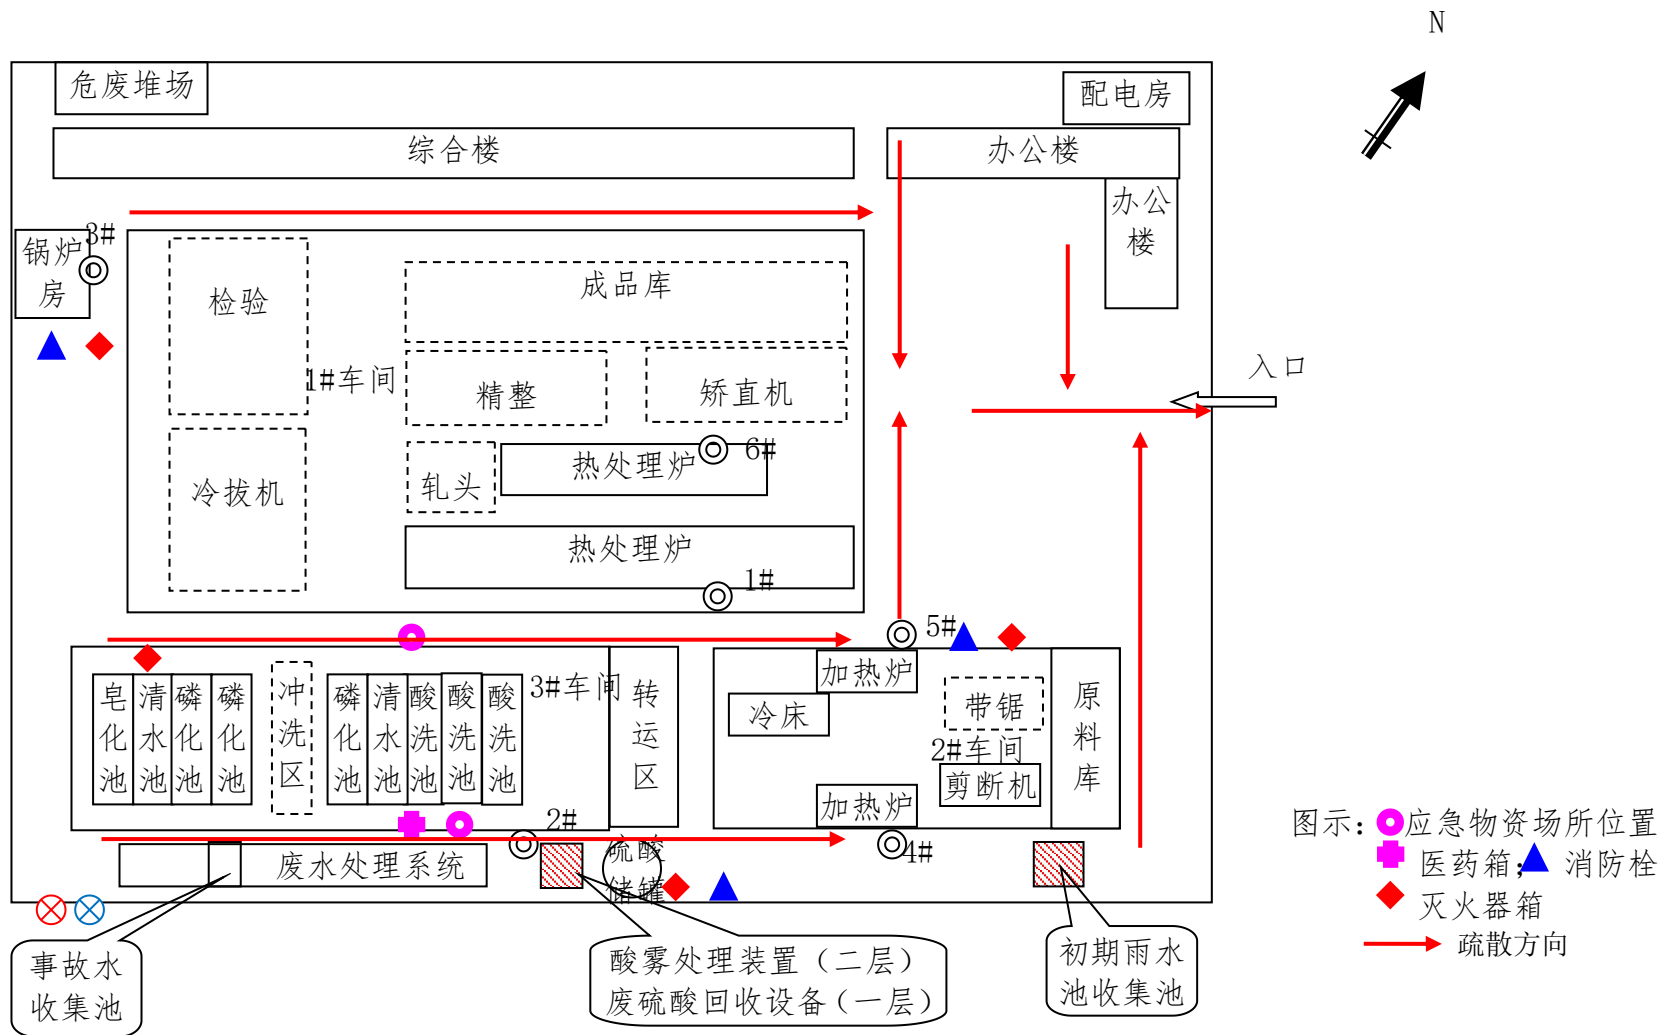 N
危废堆场
配电房
综合楼
办公楼
办公
楼
3#
锅炉
房
检验
成品库
入口
1#车间
精整
矫直机
6#
冷拔机
轧头
热处理炉
热处理炉
1#
5#
皂化池
清水池
磷化池
磷化池
冲洗区
磷化池
清水池
酸洗池
酸洗池
酸洗池
3#车间
转运区
加热炉
冷床
带锯
2#车间
剪断机
加热炉
原料库
2#
4#
废水处理系统
硫酸
储罐
事故水
收集池
酸雾处理装置（二层）
废硫酸回收设备（一层）
初期雨水
池收集池
图示：应急物资场所位置
医药箱；消防栓
灭火器箱
疏散方向